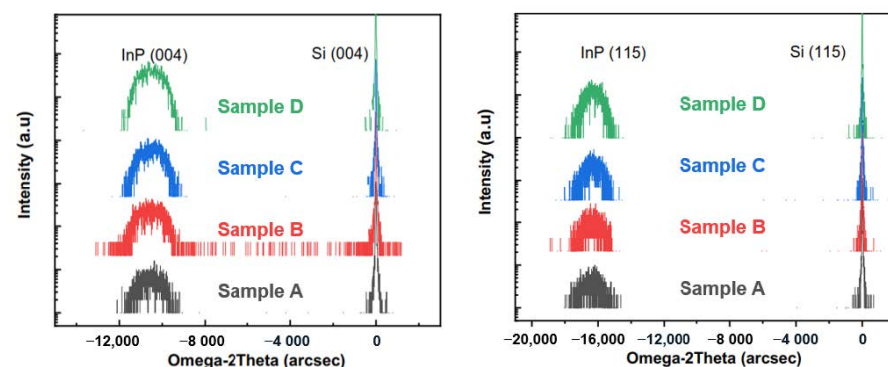 InP (004)
Si (004)
Sample D
Sample C
Sample B
Sample A
Intensity (a.u)
−12,000
−8 000
−4 000
0
Omega-2Theta (arcsec)
InP (115)
Si (115)
Sample D
Sample C
Sample B
Sample A
Intensity (a.u)
−20,000
−16,000
−12 000
−8 000
−4 000
0
Omega-2Theta (arcsec)